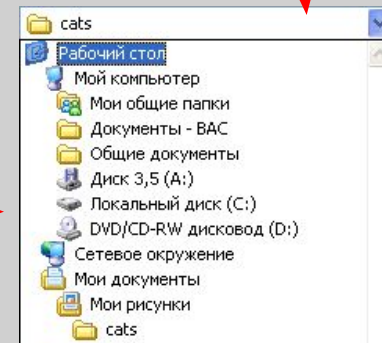 cats
Рабочий стол
Мой компьютер
Мои общие папки
Документы - ВАС
Общие документы
Диск 3,5 (A:)
Локальный диск (C:)
DVD/CD-RW дисковод (D:)
Сетевое окружение
Мои документы
Мои рисунки
cats